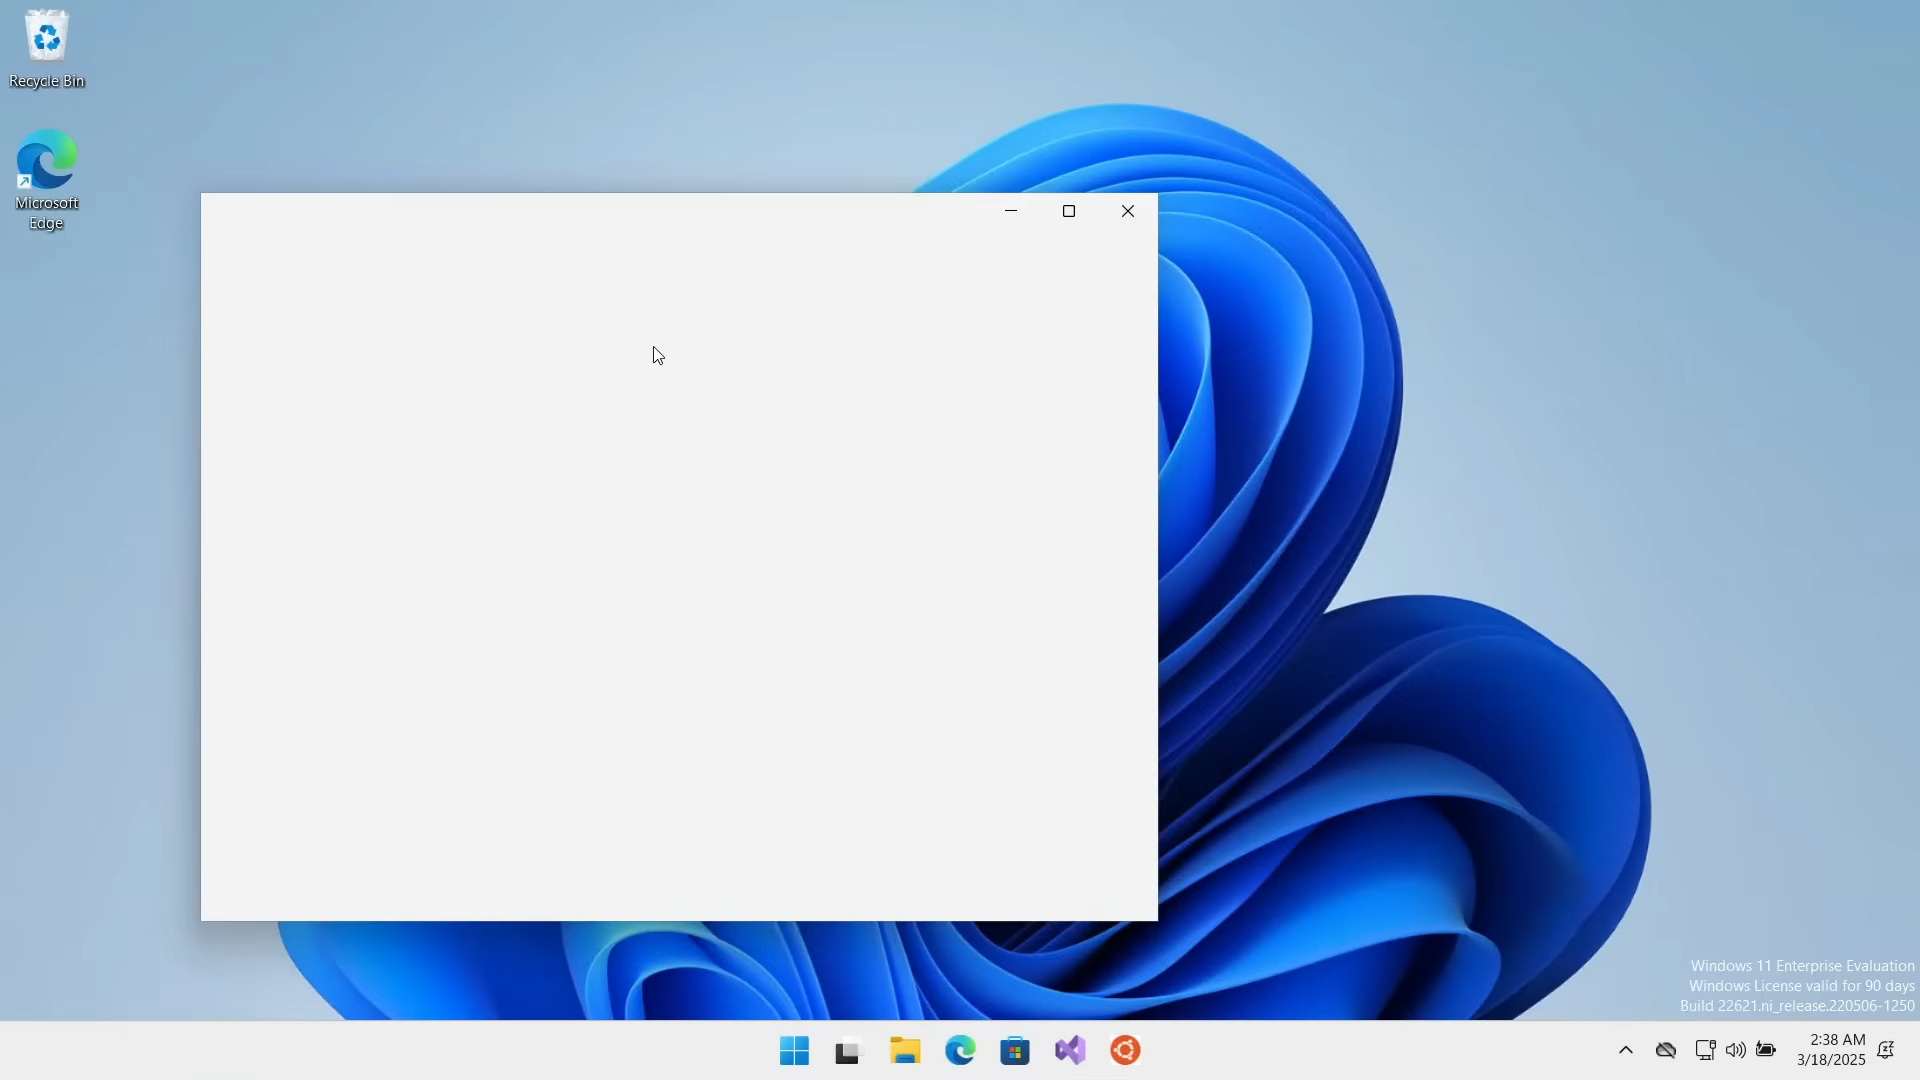 Recycle Bin
Microsoft
Edge
Windows 11 Enterprise Evaluation
Windows License valid for 90 days
Build 22621.ni_release.220506-1250
2:38 AM
3/18/2025